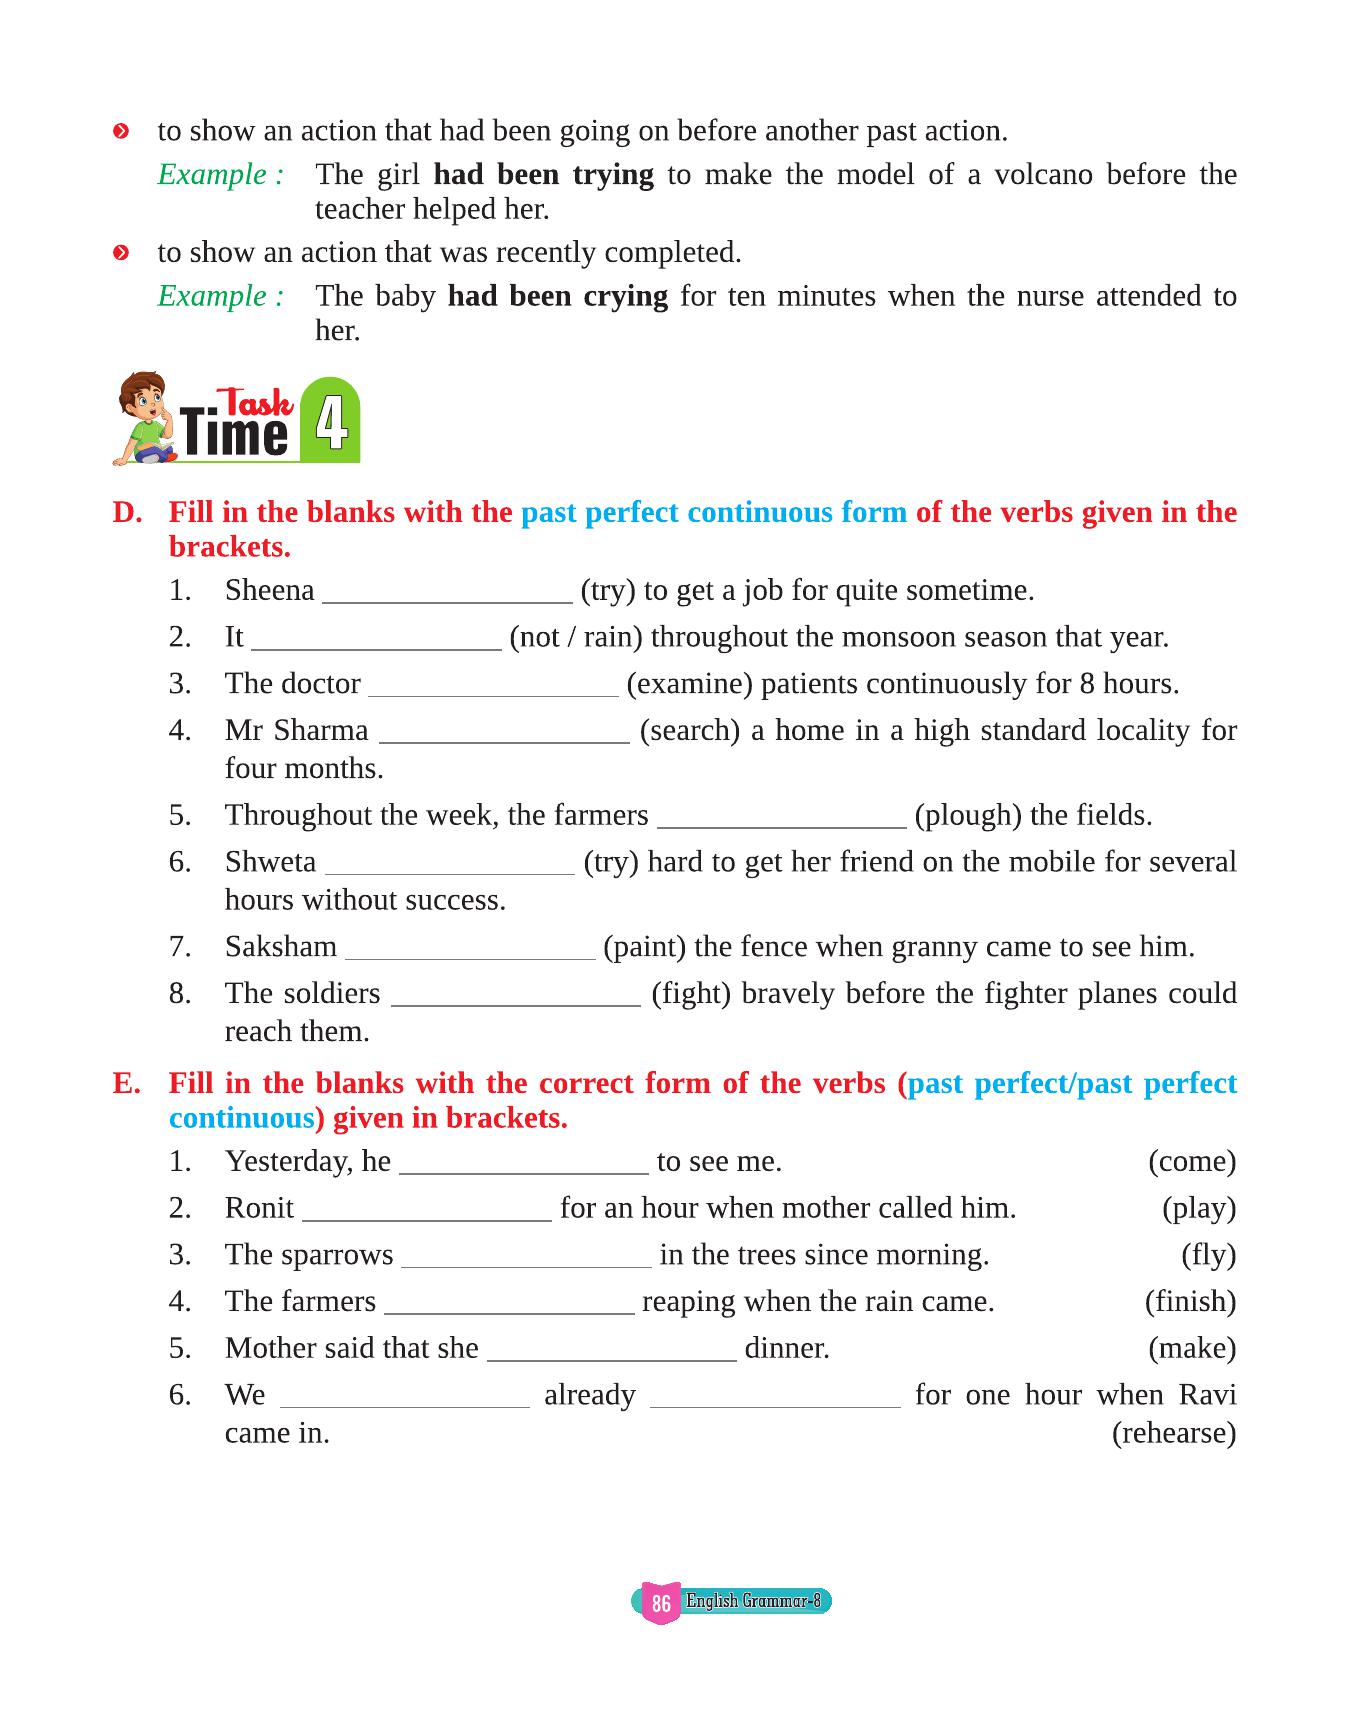 to show an action that had been going on before another past action.
Example : The girl had been trying to make the model of a volcano before the
teacher helped her.
to show an action that was recently completed.
Example : The baby had been crying for ten minutes when the nurse attended to
her.
Task
Time 4
D. Fill in the blanks with the past perfect continuous form of the verbs given in the
brackets.
1. Sheena ________________ (try) to get a job for quite sometime.
2. It ________________ (not / rain) throughout the monsoon season that year.
3. The doctor ________________ (examine) patients continuously for 8 hours.
4. Mr Sharma ________________ (search) a home in a high standard locality for
four months.
5. Throughout the week, the farmers ________________ (plough) the fields.
6. Shweta ________________ (try) hard to get her friend on the mobile for several
hours without success.
7. Saksham ________________ (paint) the fence when granny came to see him.
8. The soldiers ________________ (fight) bravely before the fighter planes could
reach them.
E. Fill in the blanks with the correct form of the verbs (past perfect/past perfect
continuous) given in brackets.
1. Yesterday, he ________________ to see me. (come)
2. Ronit ________________ for an hour when mother called him. (play)
3. The sparrows ________________ in the trees since morning. (fly)
4. The farmers ________________ reaping when the rain came. (finish)
5. Mother said that she ________________ dinner. (make)
6. We ________________ already ________________ for one hour when Ravi
came in. (rehearse)
86 English Grammar-8